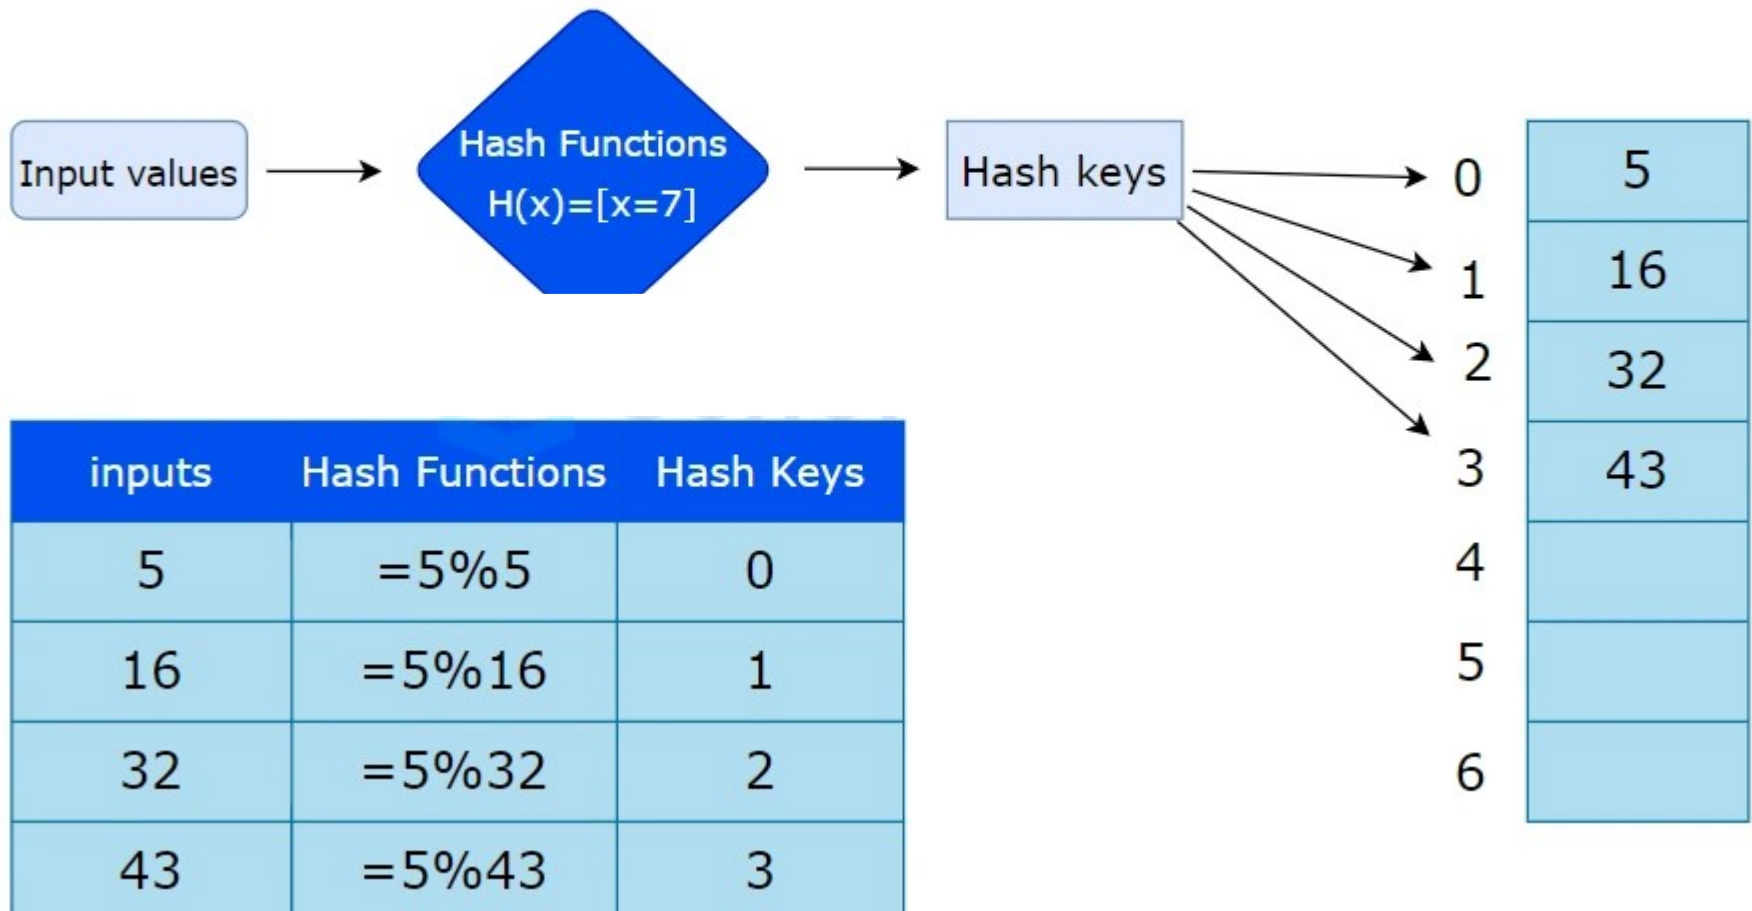 Input values
Hash Functions
H(x)=[x=7]
Hash keys
0 5
1 16
2 32
3 43
4
5
6
inputs Hash Functions Hash Keys
5 =5%5 0
16 =5%16 1
32 =5%32 2
43 =5%43 3